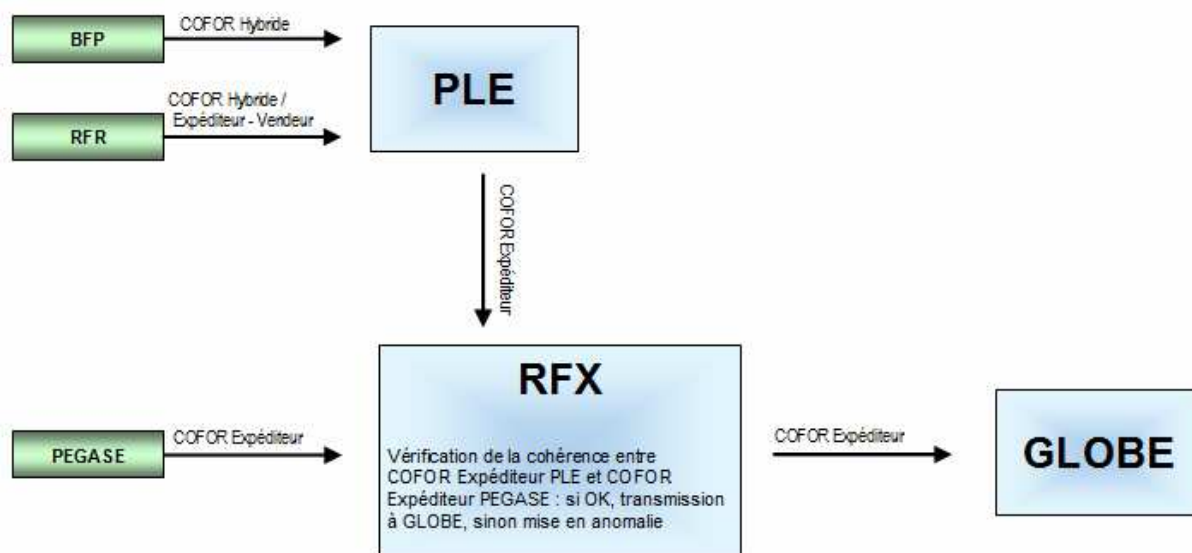 BFP
COFOR Hybride
PLE
RFR
COFOR Hybride /
Expéditeur - Vendeur
COFOR Expéditeur
PEGASE
COFOR Expéditeur
RFX
Vérification de la cohérence entre
COFOR Expéditeur PLE et COFOR
Expéditeur PEGASE : si OK, transmission
à GLOBE, sinon mise en anomalie
COFOR Expéditeur
GLOBE